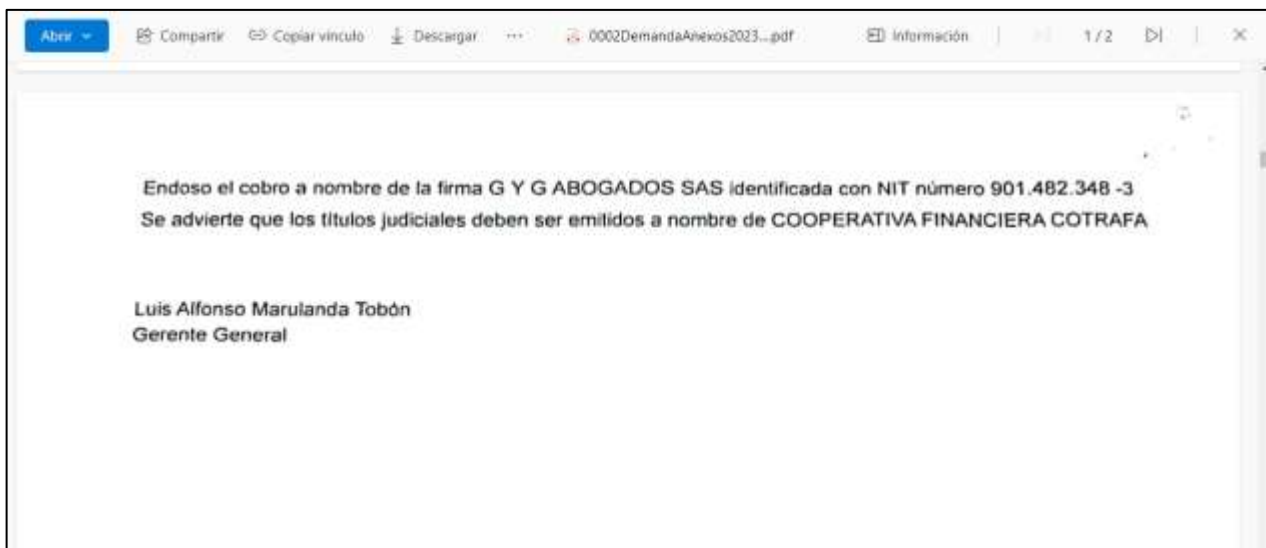 Abrir
Compartir
Copiar vínculo
Descargar
...
0002DemandaAnexos2023...pdf
Información
1 / 2
Endoso el cobro a nombre de la firma G Y G ABOGADOS SAS identificada con NIT número 901.482.348 -3
Se advierte que los títulos judiciales deben ser emitidos a nombre de COOPERATIVA FINANCIERA COTRAFA
Luis Alfonso Marulanda Tobón
Gerente General